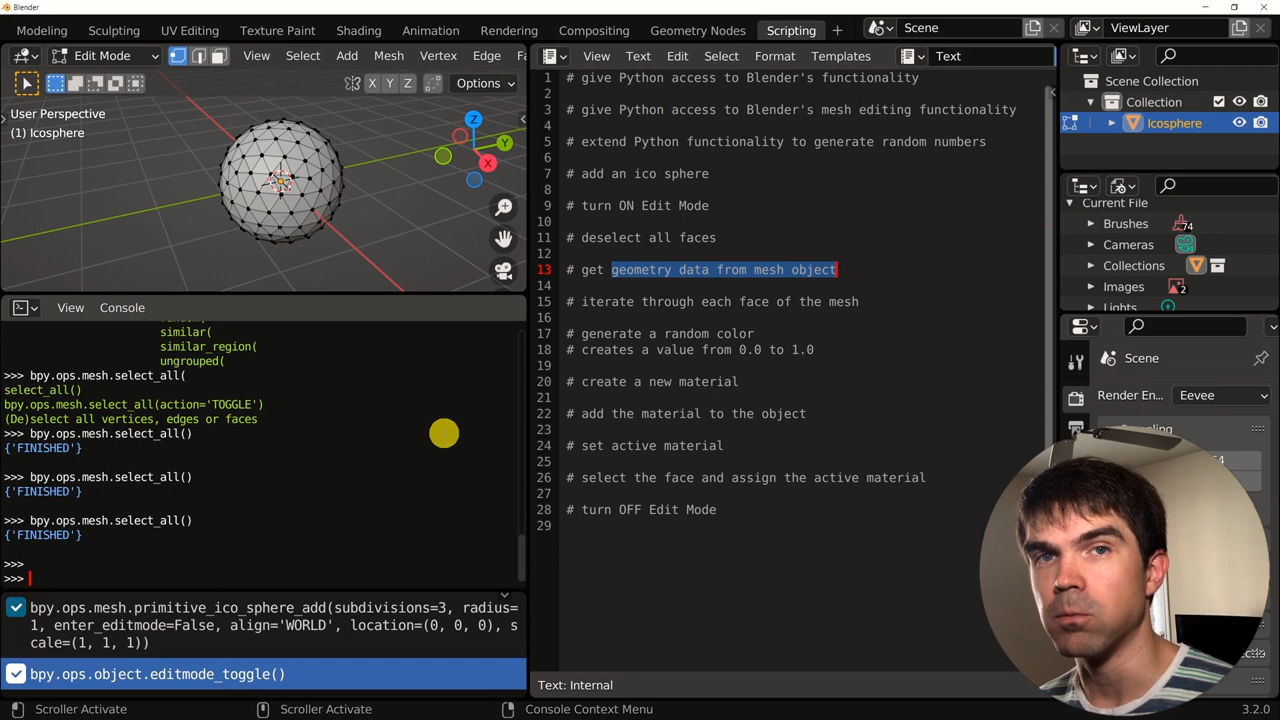 Blender
Modeling
Sculpting
UV Editing
Texture Paint
Shading
Animation
Rendering
Compositing
Geometry Nodes
Scripting
+
Scene
ViewLayer
Edit Mode
View
Select
Add
Mesh
Vertex
Edge
X
Y
Z
Options
User Perspective
(1) Icosphere
Z
Y
X
View
Console
similar(
similar_region(
ungrouped(
>>> bpy.ops.mesh.select_all(
select_all()
bpy.ops.mesh.select_all(action='TOGGLE')
(De)select all vertices, edges or faces
>>> bpy.ops.mesh.select_all()
{'FINISHED'}
>>> bpy.ops.mesh.select_all()
{'FINISHED'}
>>> bpy.ops.mesh.select_all()
{'FINISHED'}
>>>
>>>
bpy.ops.mesh.primitive_ico_sphere_add(subdivisions=3, radius=
1, enter_editmode=False, align='WORLD', location=(0, 0, 0), s
cale=(1, 1, 1))
bpy.ops.object.editmode_toggle()
View
Text
Edit
Select
Format
Templates
Text
1 # give Python access to Blender's functionality
2
3 # give Python access to Blender's mesh editing functionality
4
5 # extend Python functionality to generate random numbers
6
7 # add an ico sphere
8
9 # turn ON Edit Mode
10
11 # deselect all faces
12
13 # get geometry data from mesh object
14
15 # iterate through each face of the mesh
16
17 # generate a random color
18 # creates a value from 0.0 to 1.0
19
20 # create a new material
21
22 # add the material to the object
23
24 # set active material
25
26 # select the face and assign the active material
27
28 # turn OFF Edit Mode
29
Text: Internal
Scene Collection
Collection
Icosphere
Current File
Brushes
74
Cameras
Collections
Images
2
Lights
Scene
Render En...
Eevee
Scroller Activate
Scroller Activate
Console Context Menu
3.2.0